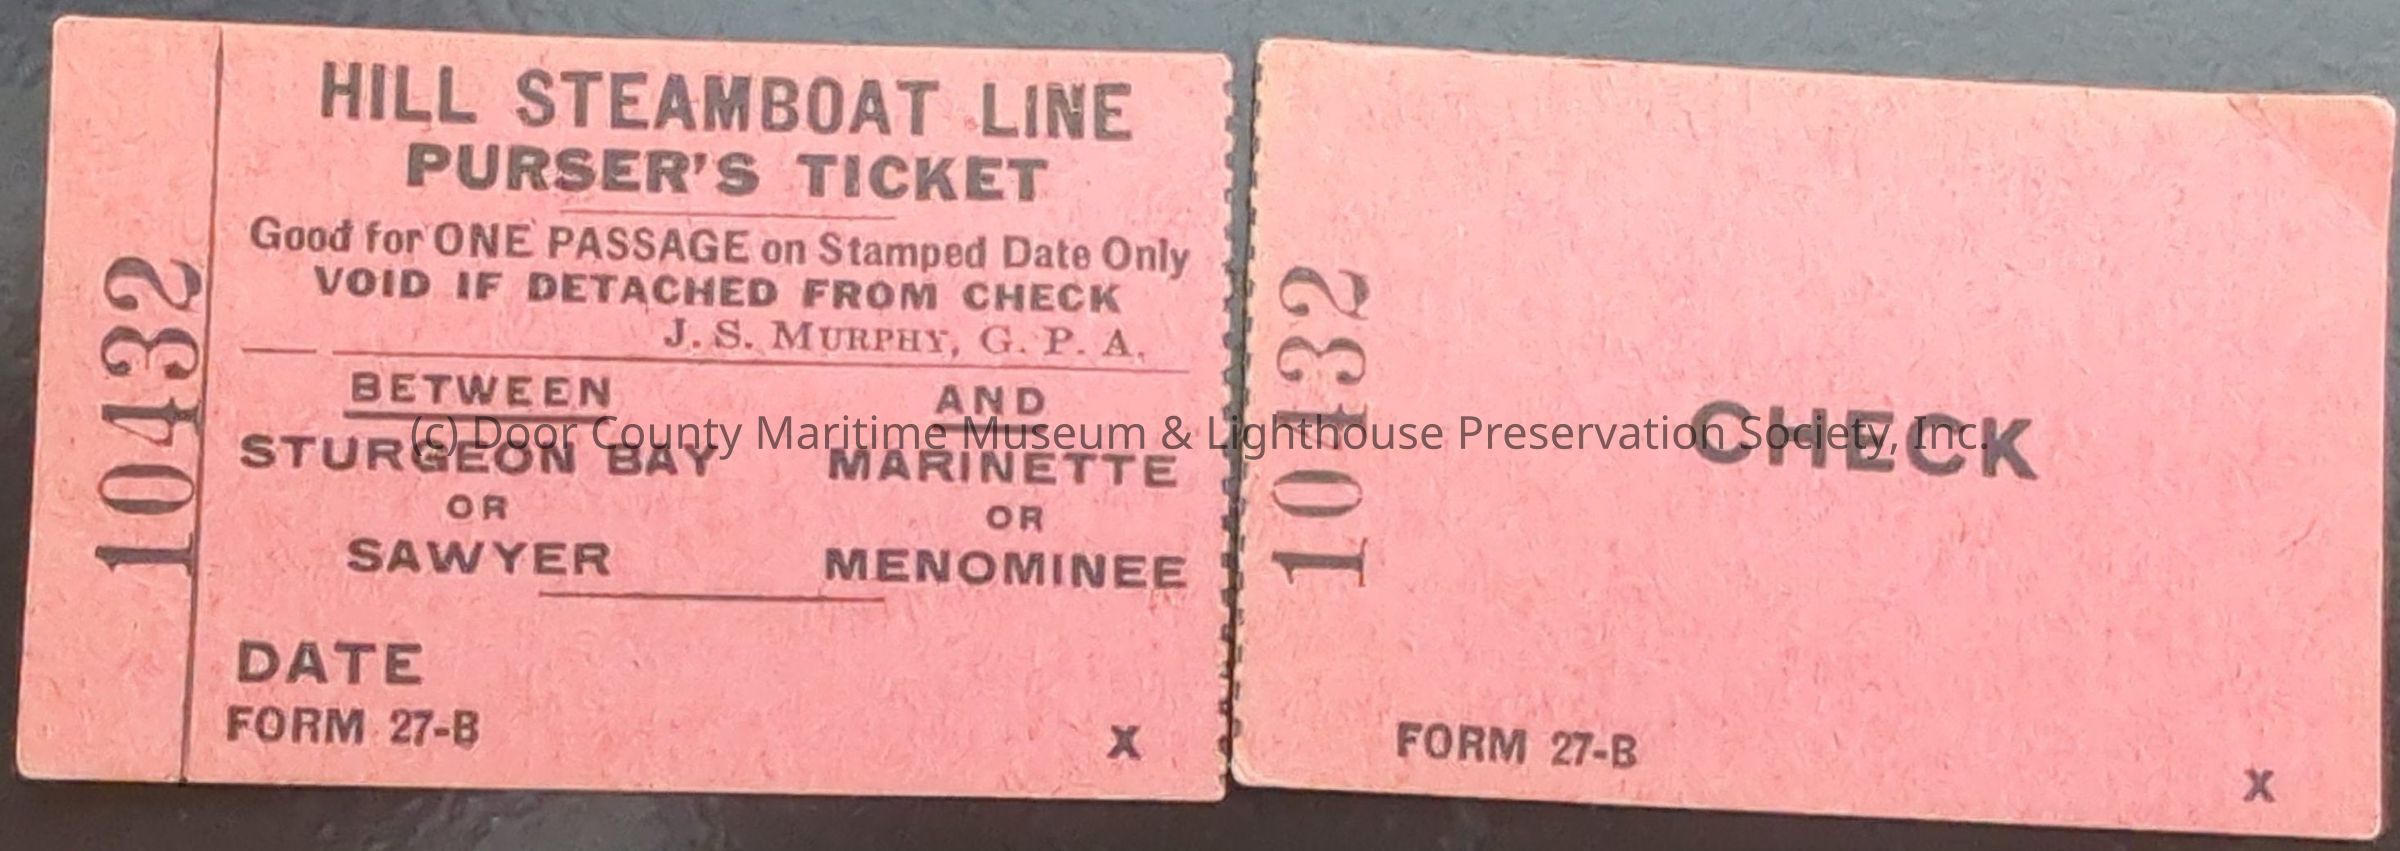 10432
HILL STEAMBOAT LINE
PURSER'S TICKET
Good for ONE PASSAGE on Stamped Date Only
VOID IF DETACHED FROM CHECK
J. S. MURPHY, G. P. A.
BETWEEN AND
STURGEON BAY MARINETTE
OR OR
SAWYER MENOMINEE
DATE
FORM 27-B X
10432
CHECK
FORM 27-B X
(c) Door County Maritime Museum & Lighthouse Preservation Society, Inc.